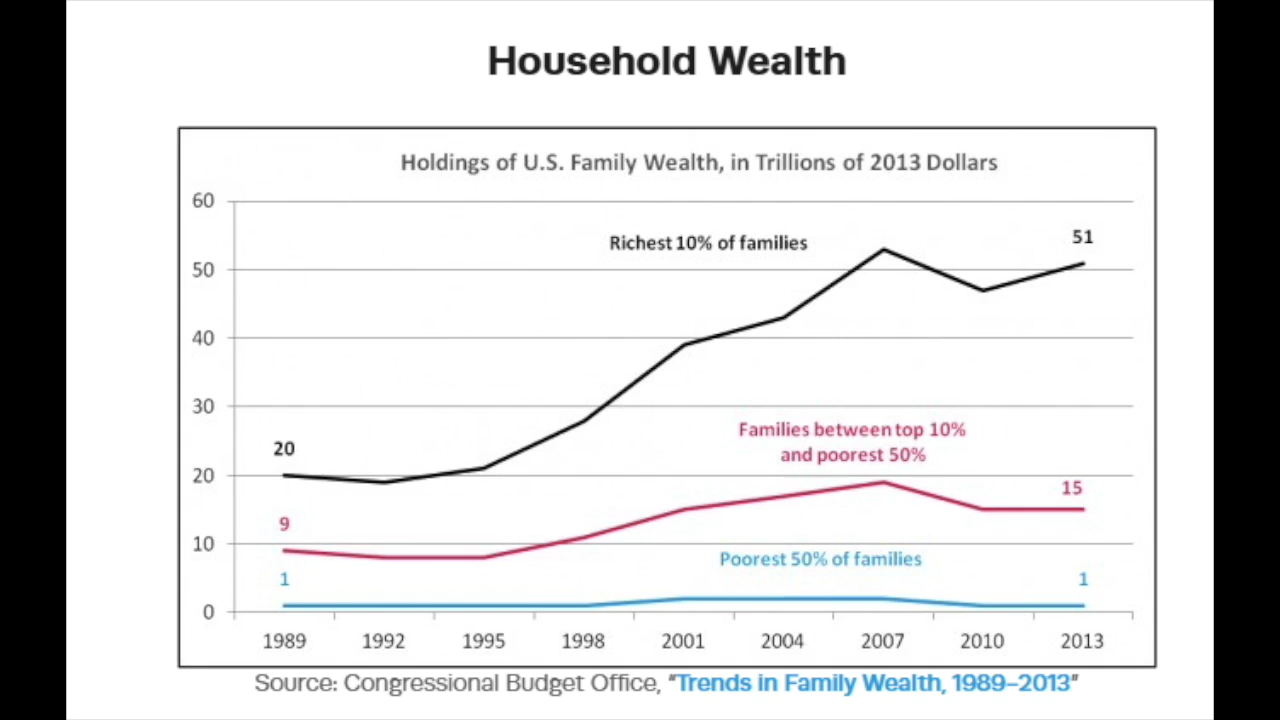 Household Wealth
Holdings of U.S. Family Wealth, in Trillions of 2013 Dollars
60
50
40
30
20
10
0
Richest 10% of families
51
20
Families between top 10%
and poorest 50%
15
9
Poorest 50% of families
1
1
1989 1992 1995 1998 2001 2004 2007 2010 2013
Source: Congressional Budget Office, "Trends in Family Wealth, 1989–2013"